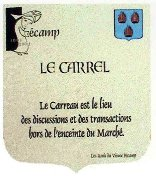 Fécamp
LE CARREL
Le Carreau est le lieu
des discussions et des transactions
hors de l'enceinte du Marché.
Les Amis du Vieux Fécamp